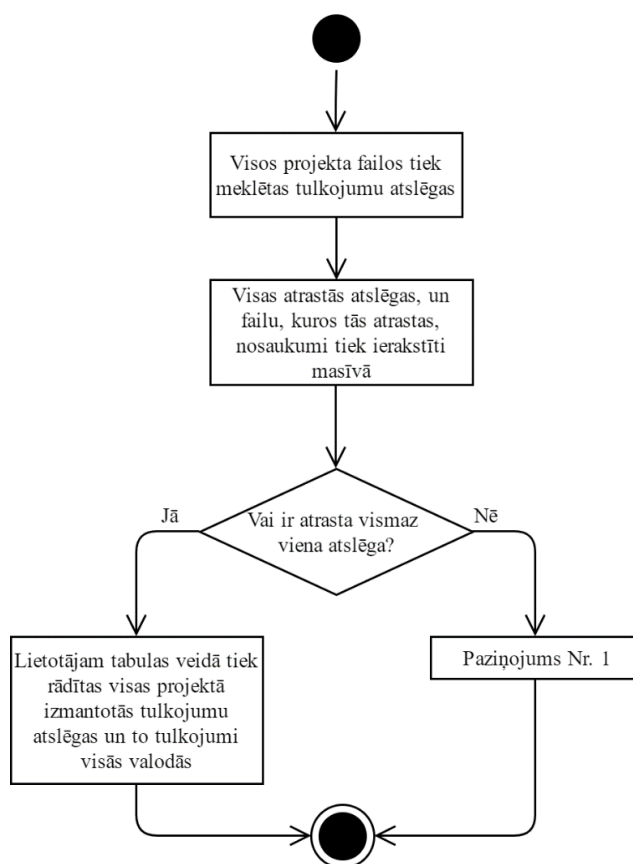 Visos projekta failos tiek
meklētas tulkojumu atslēgas
Visas atrastās atslēgas, un
failu, kuros tās atrastas,
nosaukumi tiek ierakstīti
masīvā
Jā
Vai ir atrasta vismaz
viena atslēga?
Nē
Lietotājam tabulas veidā tiek
rādītas visas projektā
izmantotās tulkojumu
atslēgas un to tulkojumi
visās valodās
Paziņojums Nr. 1